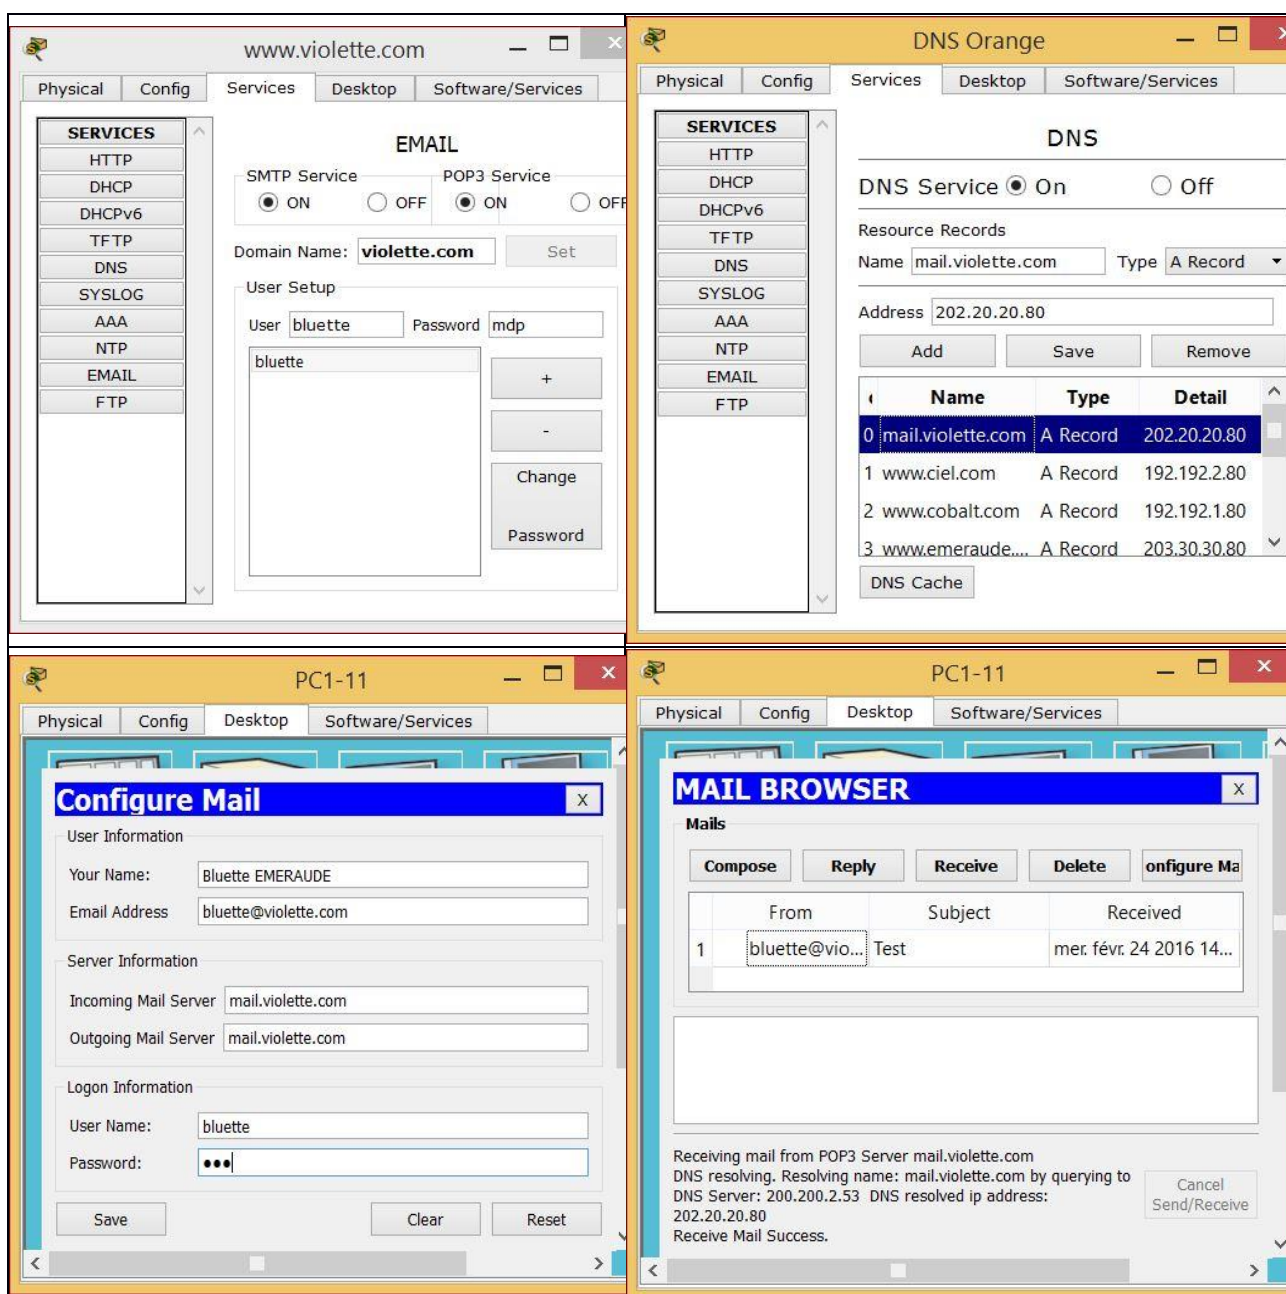 www.violette.com
Physical Config Services Desktop Software/Services
SERVICES
HTTP
DHCP
DHCPv6
TFTP
DNS
SYSLOG
AAA
NTP
EMAIL
FTP
EMAIL
SMTP Service POP3 Service
ON OFF ON OFF
Domain Name: violette.com Set
User Setup
User bluette Password mdp
bluette
+
-
Change
Password
DNS Orange
Physical Config Services Desktop Software/Services
SERVICES
HTTP
DHCP
DHCPv6
TFTP
DNS
SYSLOG
AAA
NTP
EMAIL
FTP
DNS
DNS Service On Off
Resource Records
Name mail.violette.com Type A Record
Address 202.20.20.80
Add Save Remove
Name Type Detail
0 mail.violette.com A Record 202.20.20.80
1 www.ciel.com A Record 192.192.2.80
2 www.cobalt.com A Record 192.192.1.80
3 www.emeraude.... A Record 203.30.30.80
DNS Cache
PC1-11
Physical Config Desktop Software/Services
Configure Mail X
User Information
Your Name: Bluette EMERAUDE
Email Address bluette@violette.com
Server Information
Incoming Mail Server mail.violette.com
Outgoing Mail Server mail.violette.com
Logon Information
User Name: bluette
Password: •••
Save Clear Reset
PC1-11
Physical Config Desktop Software/Services
MAIL BROWSER X
Mails
Compose Reply Receive Delete onfigure Ma
From Subject Received
1 bluette@vio... Test mer. févr. 24 2016 14...
Receiving mail from POP3 Server mail.violette.com
DNS resolving. Resolving name: mail.violette.com by querying to
DNS Server: 200.200.2.53 DNS resolved ip address:
202.20.20.80
Receive Mail Success.
Cancel
Send/Receive